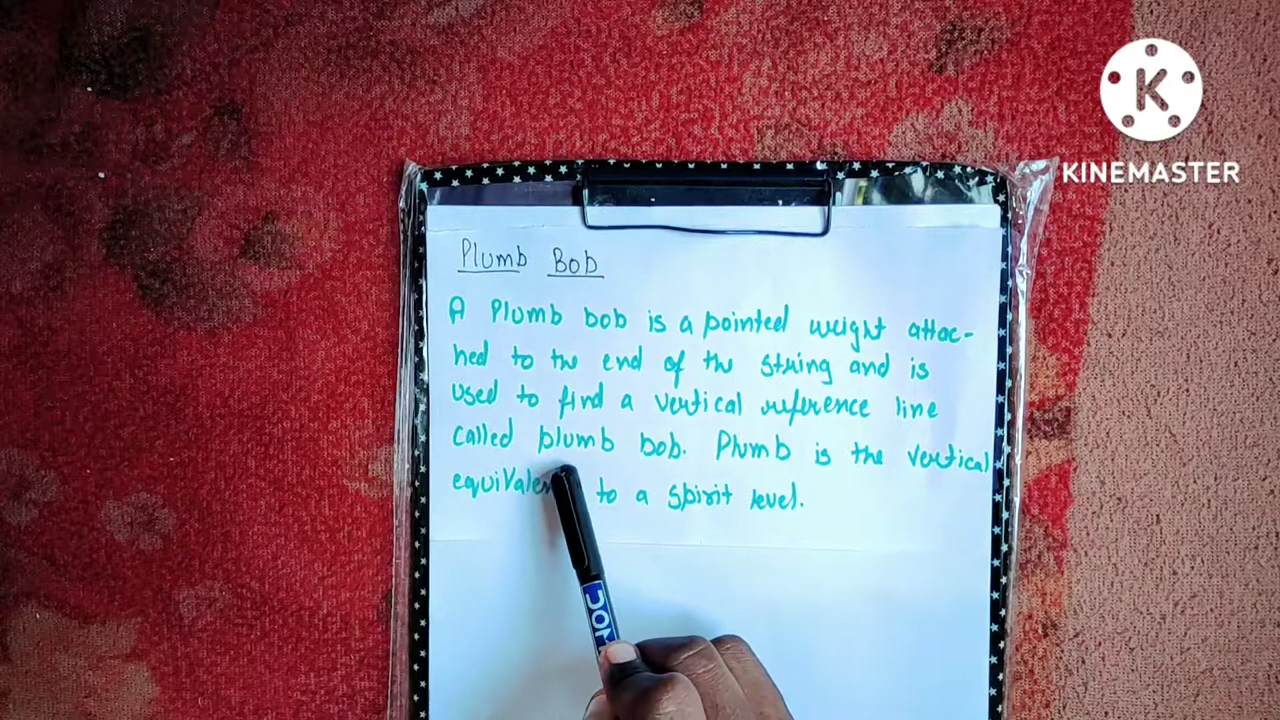 K
KINEMASTER
Plumb Bob
A Plumb bob is a pointed weight attac-
hed to the end of the string and is
used to find a vertical reference line
called plumb bob. Plumb is the vertical
to a spirit level.